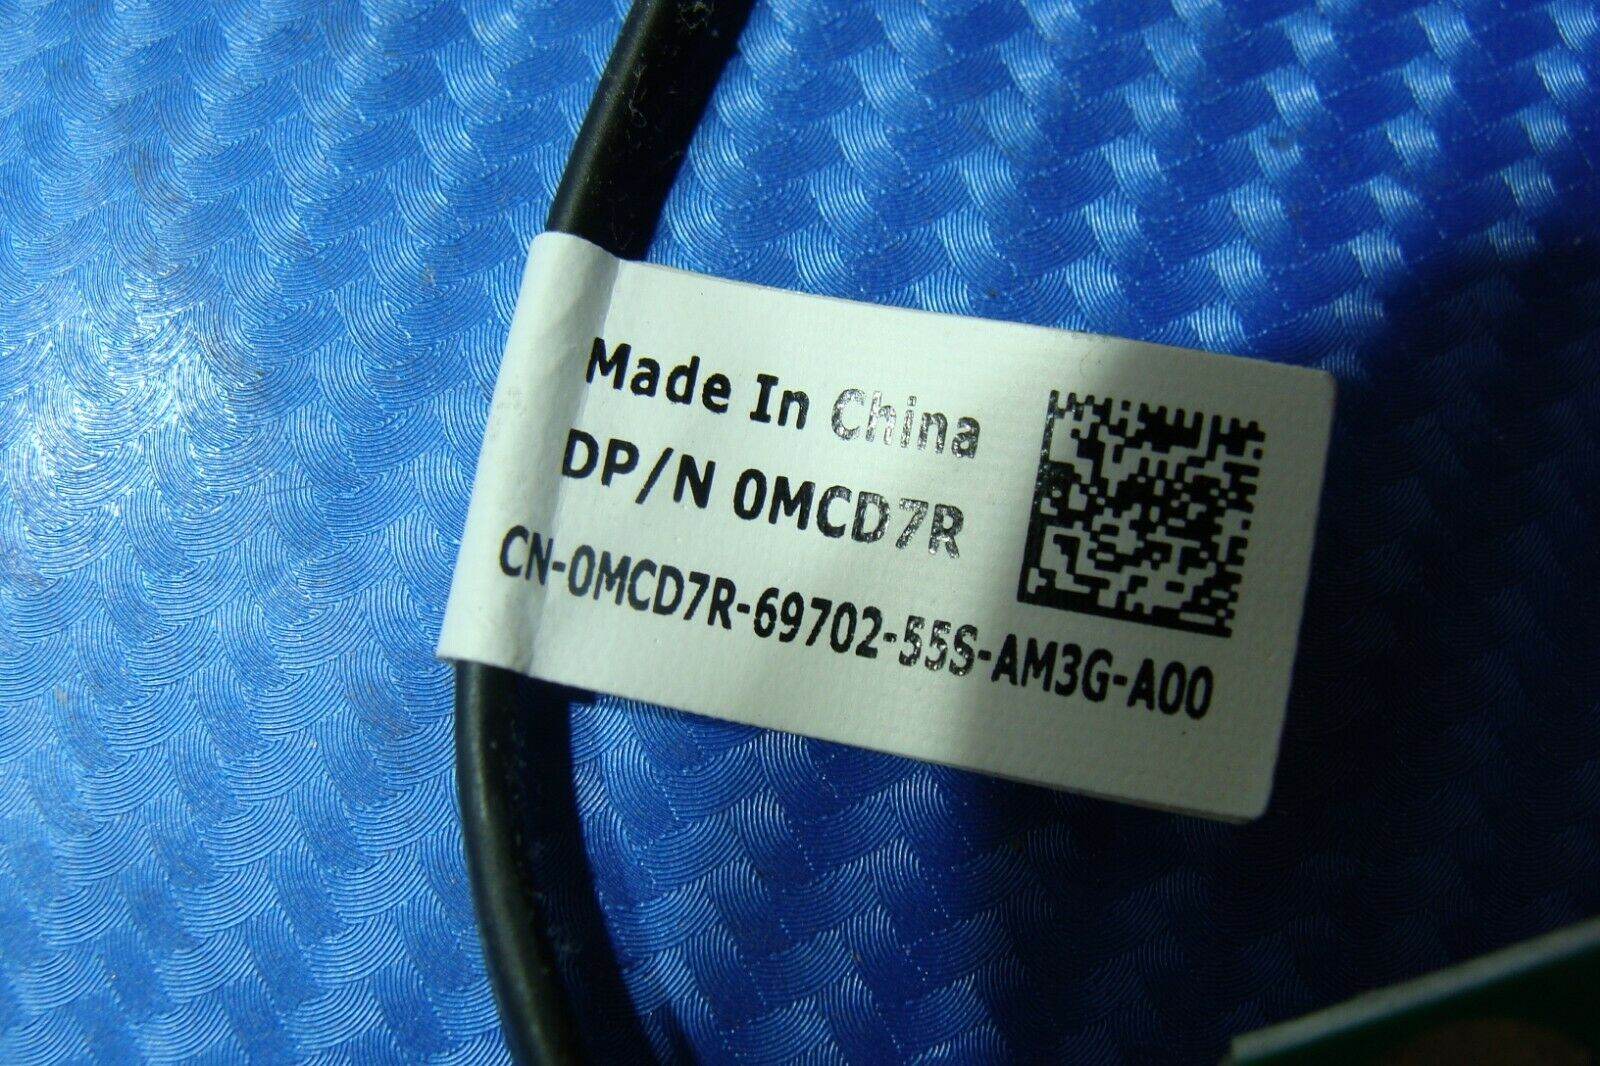 Made In China
DP/N 0MCD7R
CN-0MCD7R-69702-55S-AM3G-A00